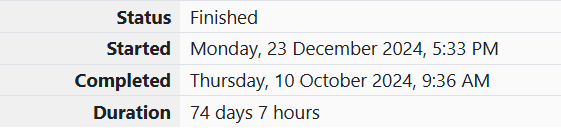 Status Finished
Started Monday, 23 December 2024, 5:33 PM
Completed Thursday, 10 October 2024, 9:36 AM
Duration 74 days 7 hours